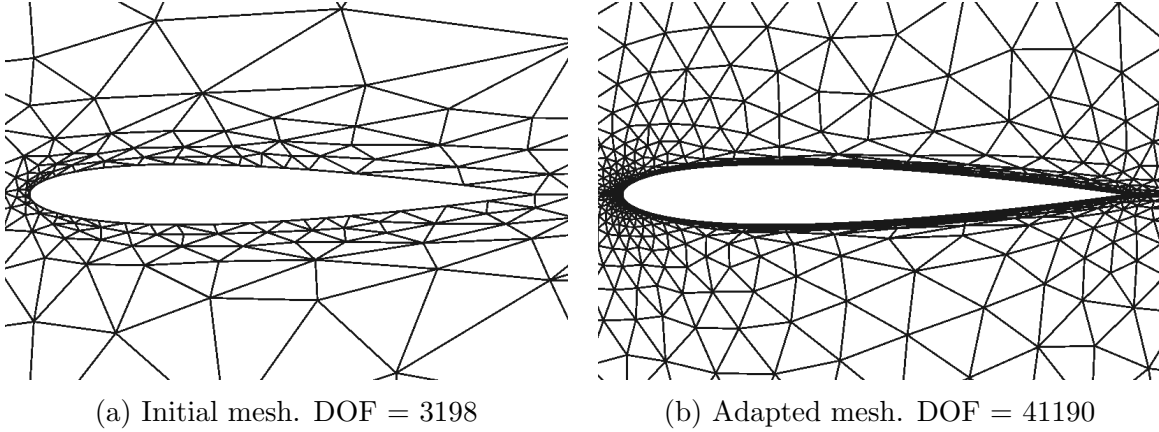 (a) Initial mesh. DOF = 3198
(b) Adapted mesh. DOF = 41190